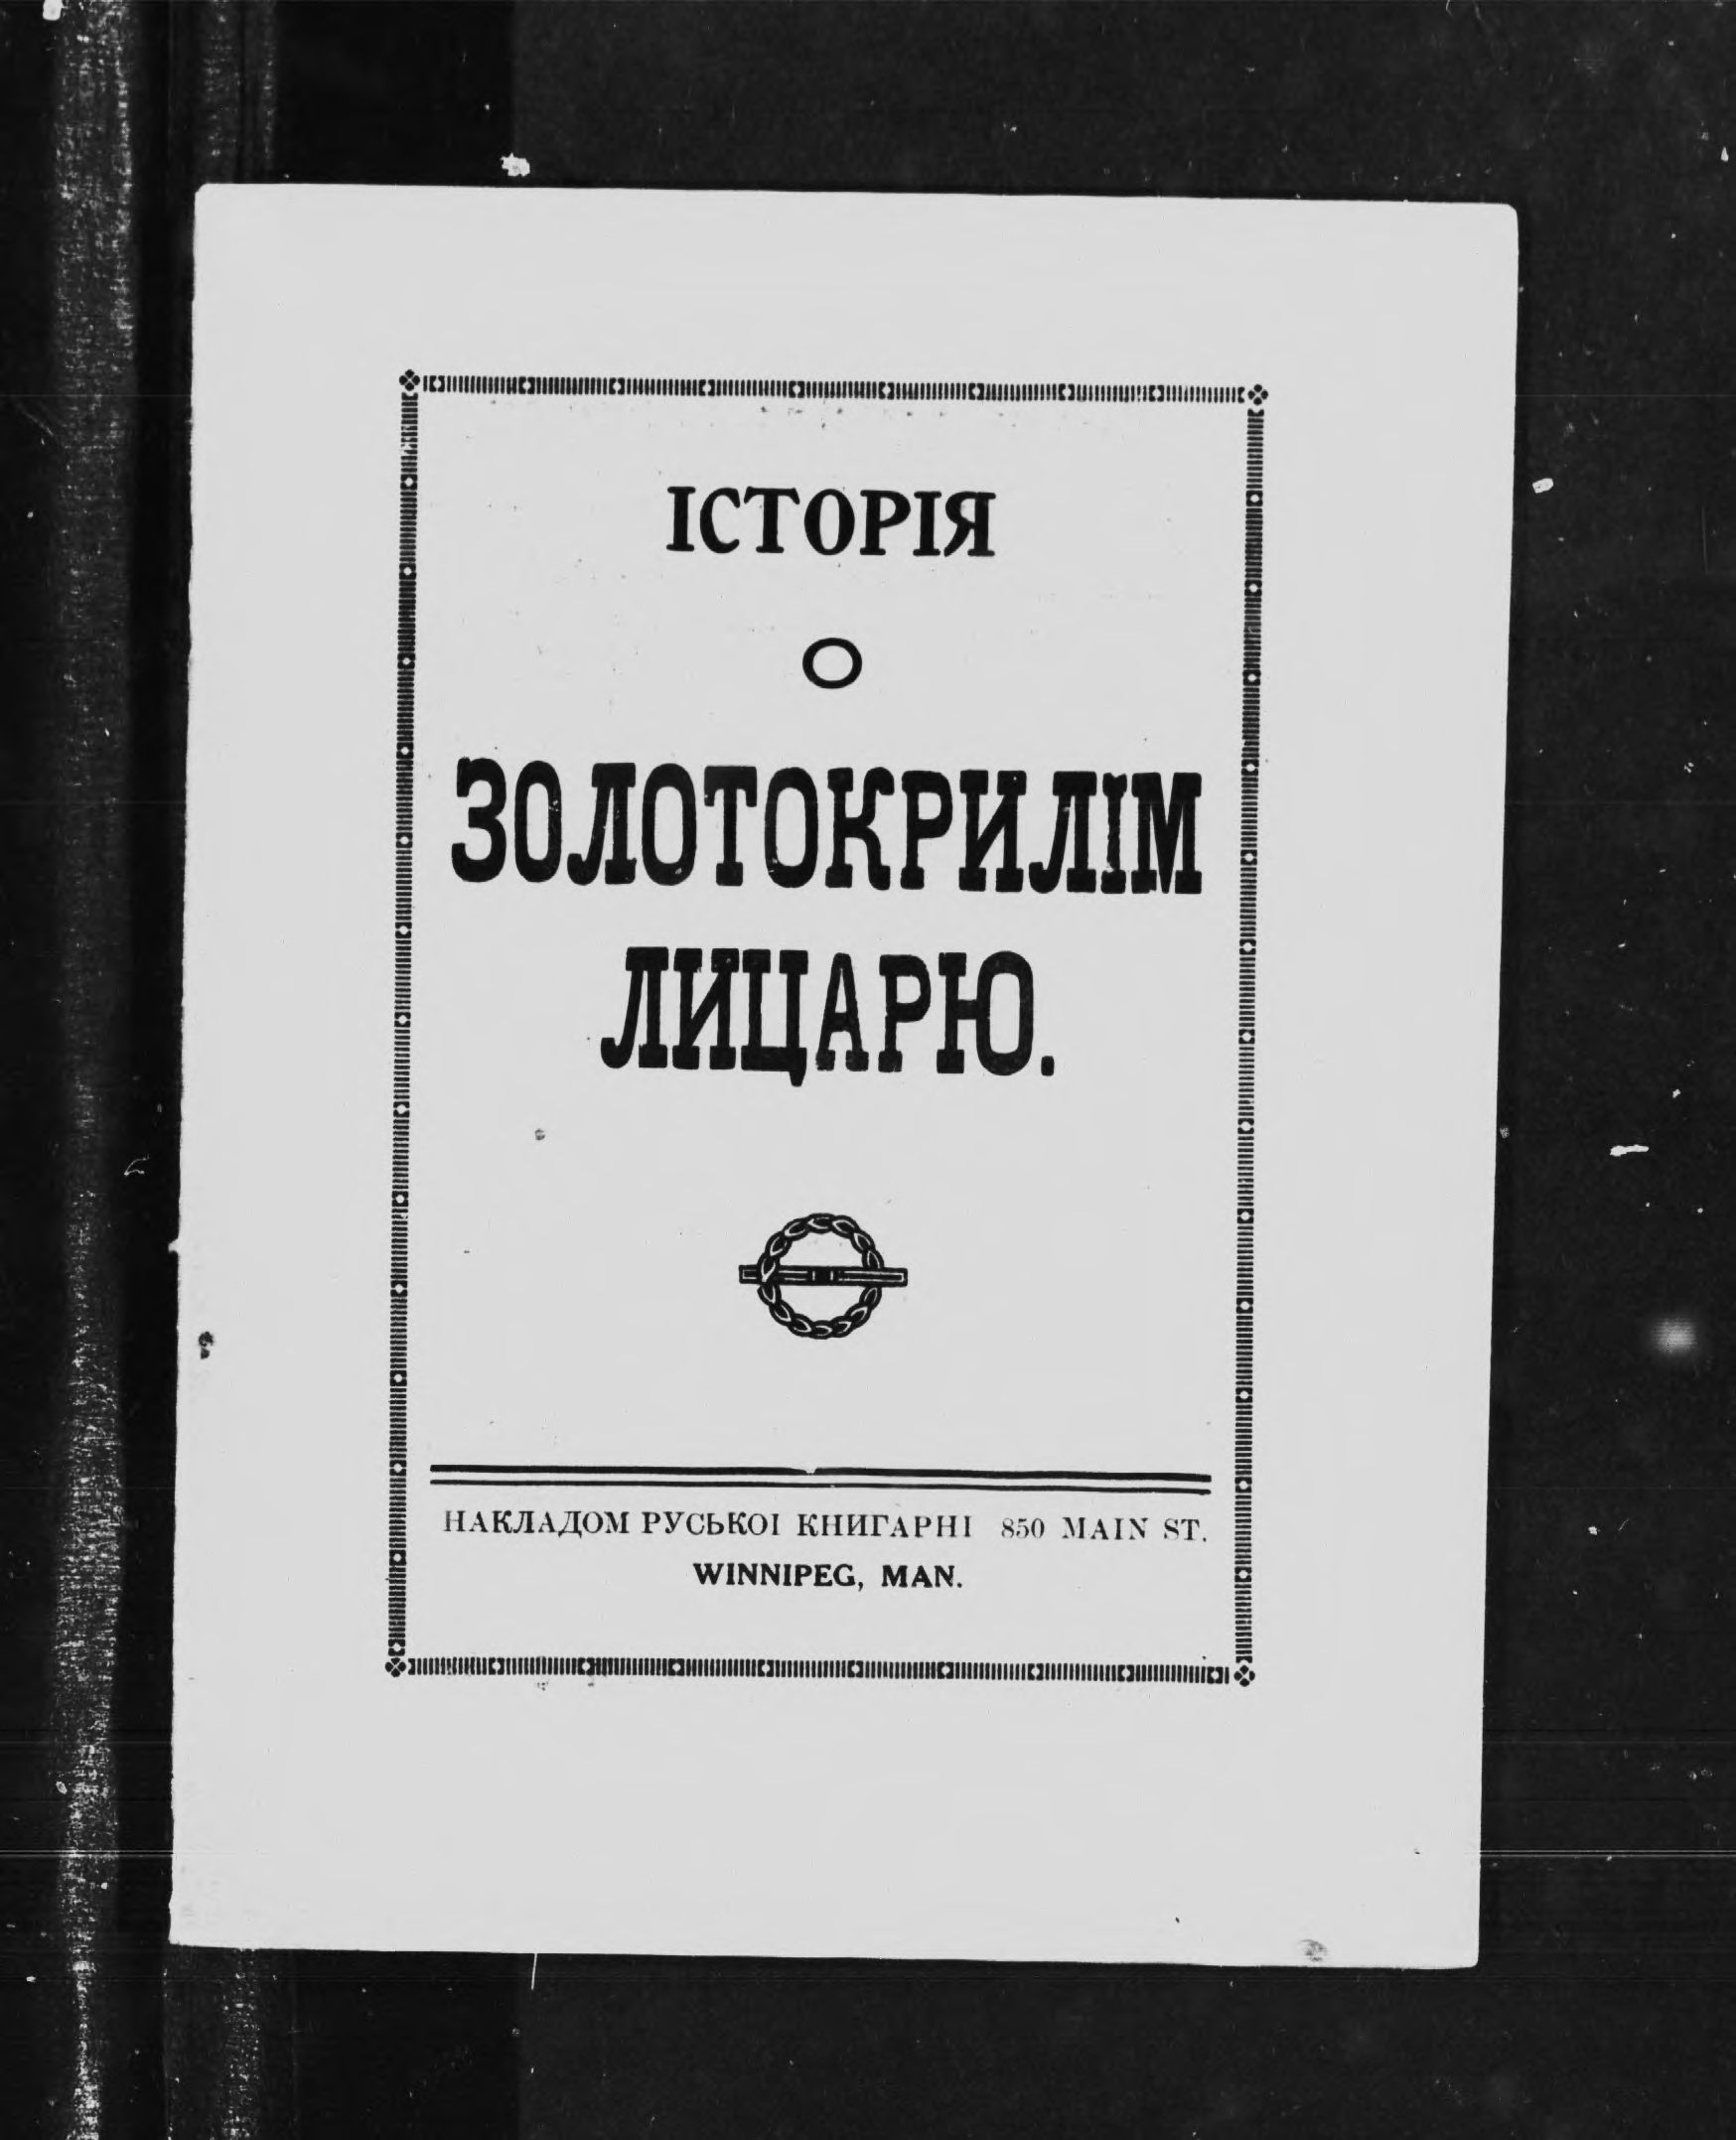 ІСТОРІЯ
О
ЗОЛОТОКРИЛІМ
ЛИЦАРЮ.
НАКЛАДОМ РУСЬКОІ КНИГАРНІ 850 MAIN ST.
WINNIPEG, MAN.